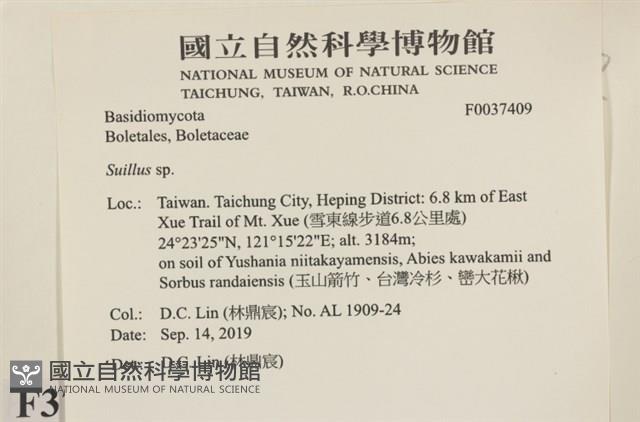 國立自然科學博物館
NATIONAL MUSEUM OF NATURAL SCIENCE
TAICHUNG, TAIWAN, R.O.CHINA
Basidiomycota F0037409
Boletales, Boletaceae
Suillus sp.
Loc.: Taiwan. Taichung City, Heping District: 6.8 km of East
Xue Trail of Mt. Xue (雪東線步道6.8公里處)
24°23'25"N, 121°15'22"E; alt. 3184m;
on soil of Yushania niitakayamensis, Abies kawakamii and
Sorbus randaiensis (玉山箭竹、台灣冷杉、巒大花楸)
Col.: D.C. Lin (林鼎宸); No. AL 1909-24
Date: Sep. 14, 2019
D.C. Lin (林鼎宸)
國立自然科學博物館
NATIONAL MUSEUM OF NATURAL SCIENCE
F3